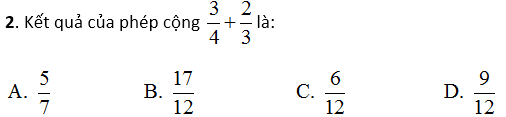 2. Kết quả của phép cộng 3/4 + 2/3 là:
A. 5/7 B. 17/12 C. 6/12 D. 9/12